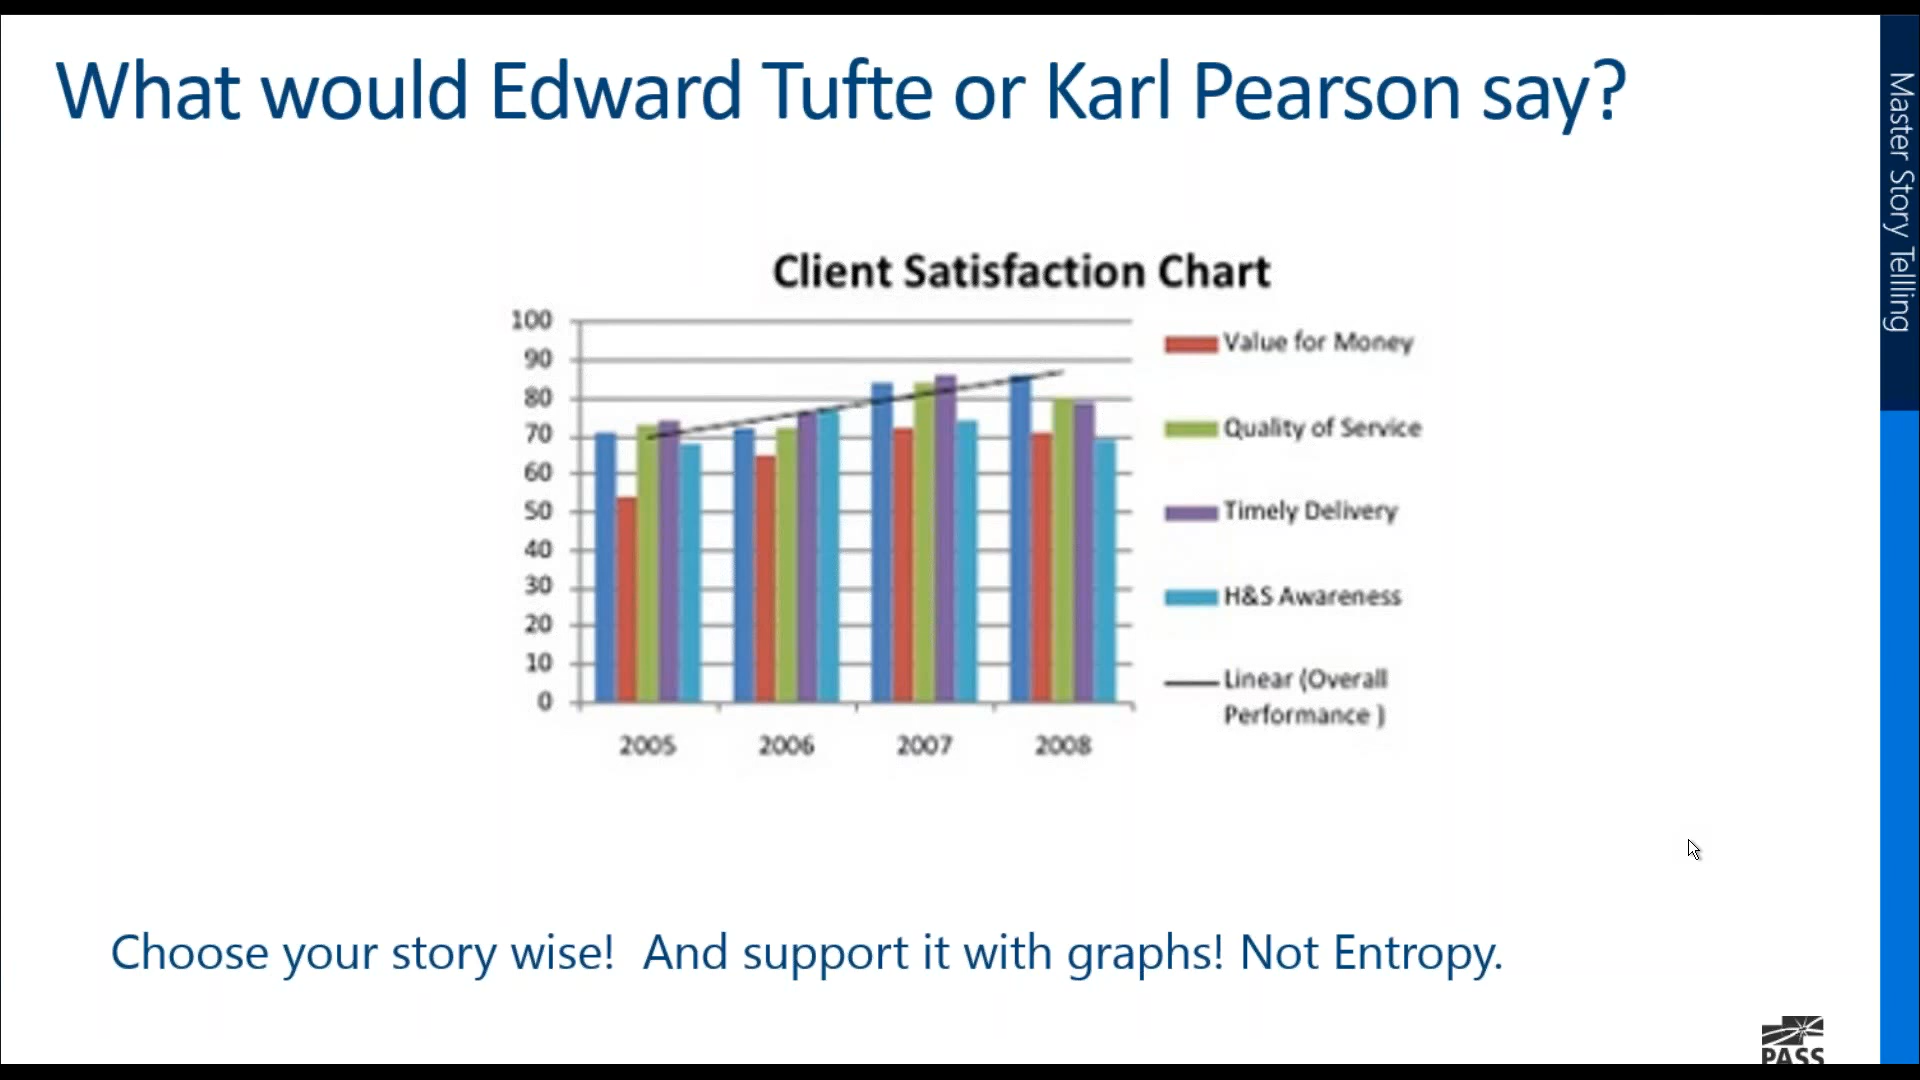 What would Edward Tufte or Karl Pearson say?
Master Story Tellling
Client Satisfaction Chart
100
90
80
70
60
50
40
30
20
10
0
2005
2006
2007
2008
Value for Money
Quality of Service
Timely Delivery
H&S Awareness
Linear (Overall
Performance )
Choose your story wise!  And support it with graphs! Not Entropy.
PASS